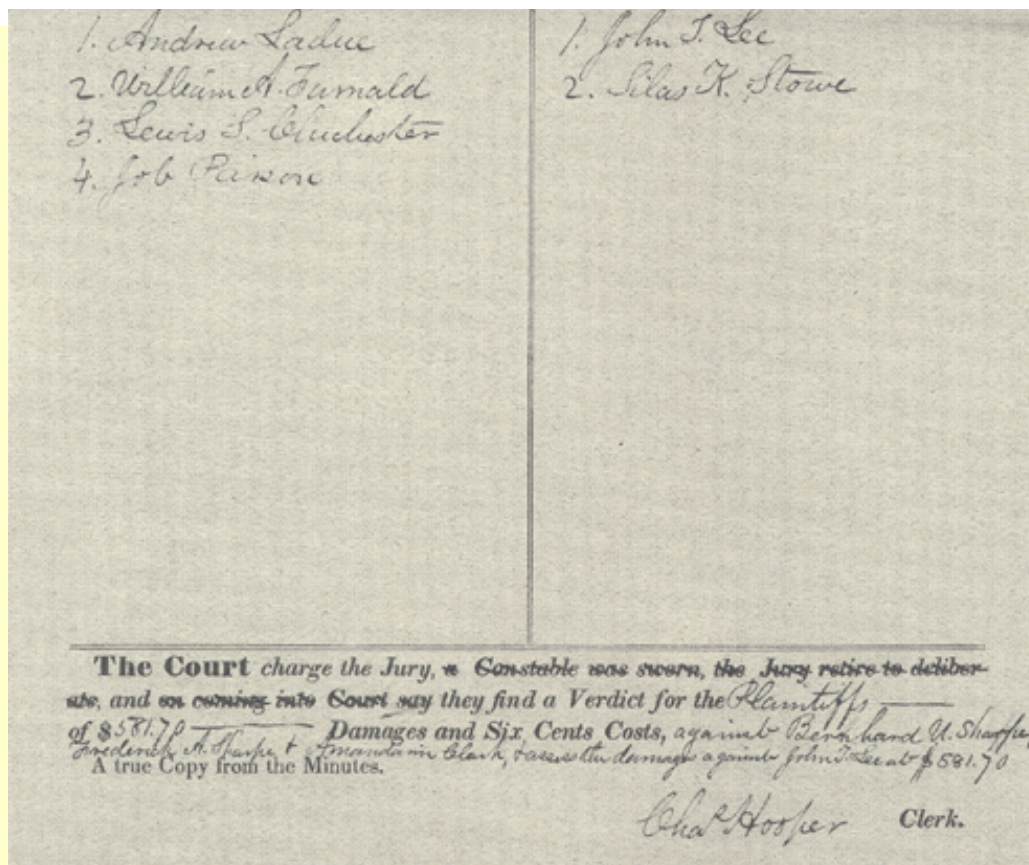 1. Andrew Ladue
2. William A. Furnald
3. Lewis S. Chichester
4. Job
1. John T. Lee
2. Silas K. Stowe
The Court charge the Jury, a Constable was sworn, the Jury retire to deliber-
ate, and on coming into Court say they find a Verdict for the Plaintiffs
of $581.70 Damages and Six Cents Costs, against Bernhard U. Sharpe
Frederick A. Sharpe & Amandarin Clark, & assess the damages against John T. Lee at $581.70
A true Copy from the Minutes.
Chas Hooper Clerk.